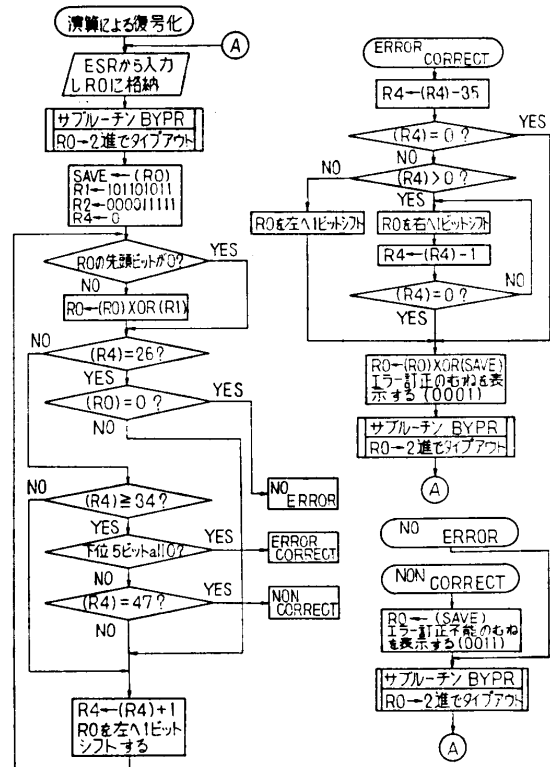 演算による復号化
A
ESRから入力
しR0に格納
サブルーチン BYPR
R0→2進でタイプアウト
SAVE←(R0)
R1←101101011
R2←000011111
R4←0
R0の先頭ビットが0?
YES
NO
R0←(R0)XOR(R1)
NO
(R4)=26?
YES
(R0)=0?
YES
NO
NO ERROR
NO
(R4)≧34?
YES
下位5ビットall0?
YES
ERROR CORRECT
NO
(R4)=47?
YES
NON CORRECT
NO
R4←(R4)+1
R0を左へ1ビット
シフトする
ERROR CORRECT
R4←(R4)-35
(R4)=0?
YES
NO
(R4)>0?
NO
YES
R0を左へ1ビットシフト
R0を右へ1ビットシフト
R4←(R4)-1
(R4)=0?
NO
YES
R0←(R0)XOR(SAVE)
エラー訂正のむねを表
示する(0001)
サブルーチン BYPR
R0→2進でタイプアウト
A
NO ERROR
NON CORRECT
R0←(SAVE)
エラー訂正不能のむね
を表示する(0011)
サブルーチン BYPR
R0→2進でタイプアウト
A